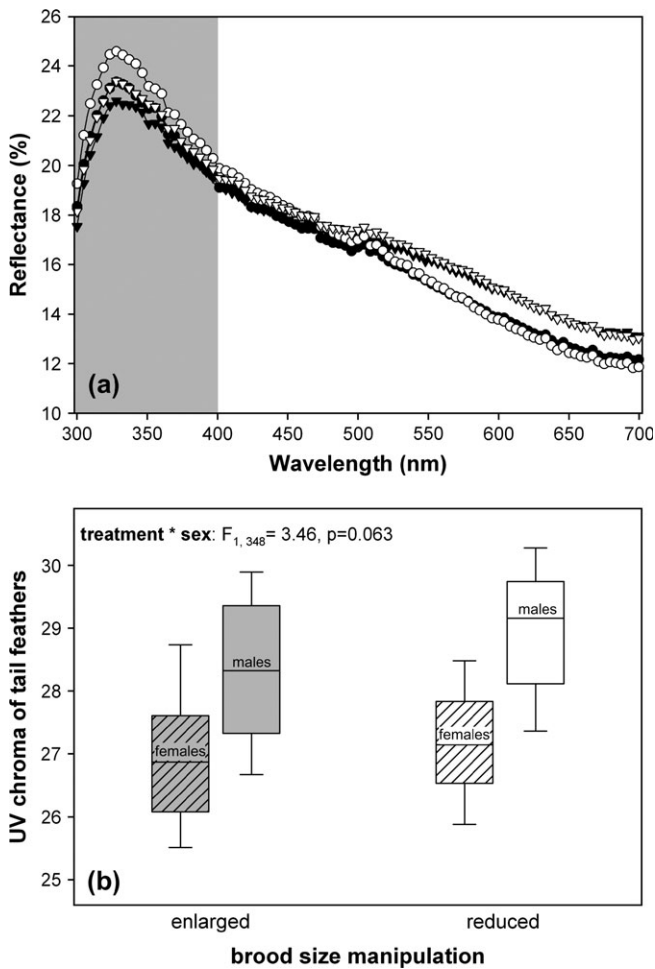 26
24
22
20
18
16
14
12
10
Reflectance (%)
(a)
300 350 400 450 500 550 600 650 700
Wavelength (nm)
treatment * sex: F1, 348= 3.46, p=0.063
30
29
28
27
26
25
UV chroma of tail feathers
males
females
males
females
(b)
enlarged reduced
brood size manipulation